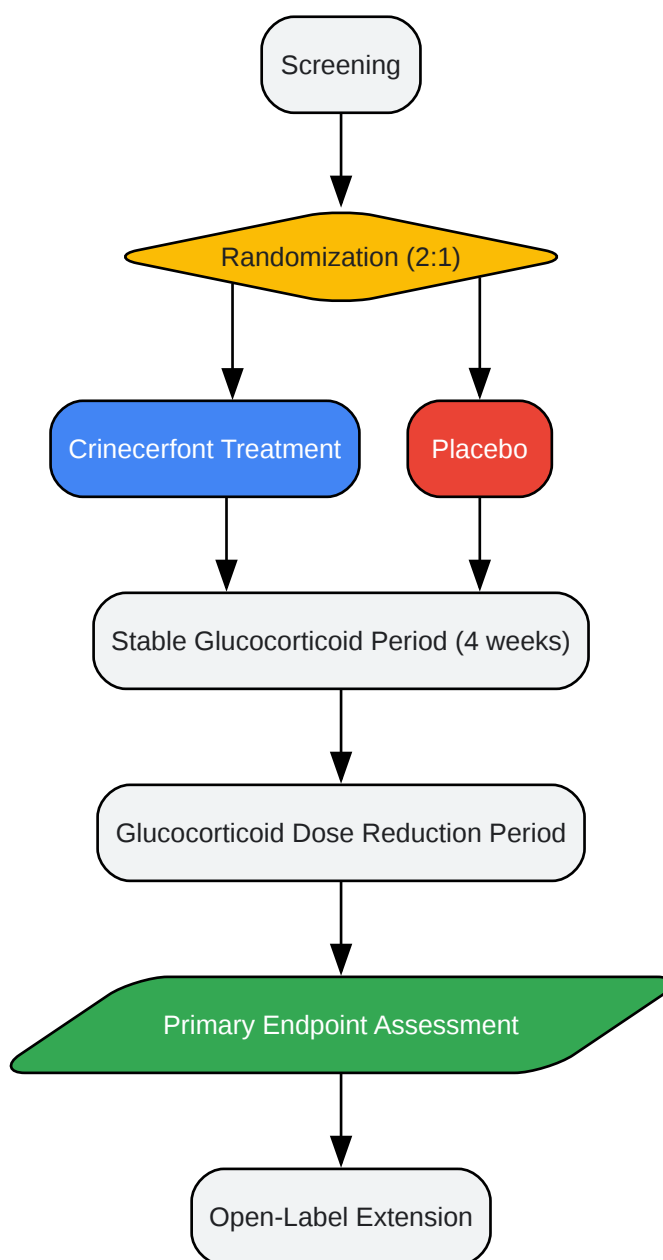 Screening
Randomization (2:1)
Crinecerfont Treatment
Placebo
Stable Glucocorticoid Period (4 weeks)
Glucocorticoid Dose Reduction Period
Primary Endpoint Assessment
Open-Label Extension